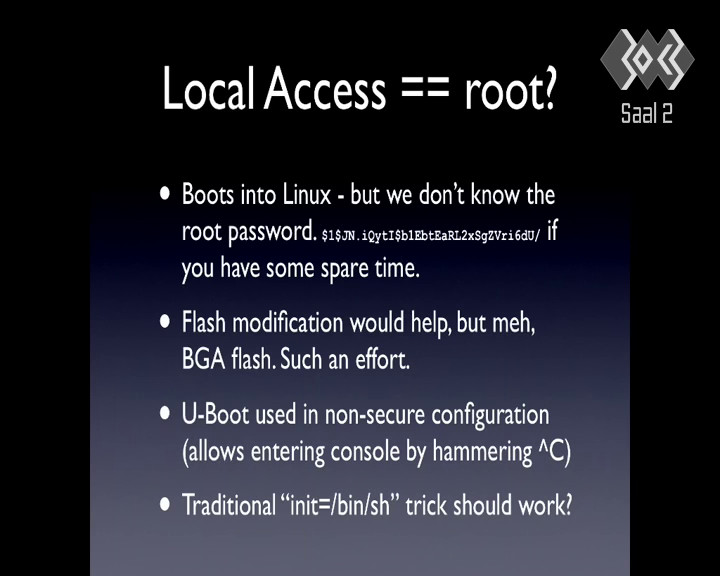 Local Access == root?
Saal 2
• Boots into Linux - but we don't know the
root password. $1$JN.iQytI$b1EbtEaRL2xSgZVri6dU/ if
you have some spare time.
• Flash modification would help, but meh,
BGA flash. Such an effort.
• U-Boot used in non-secure configuration
(allows entering console by hammering ^C)
• Traditional “init=/bin/sh” trick should work?